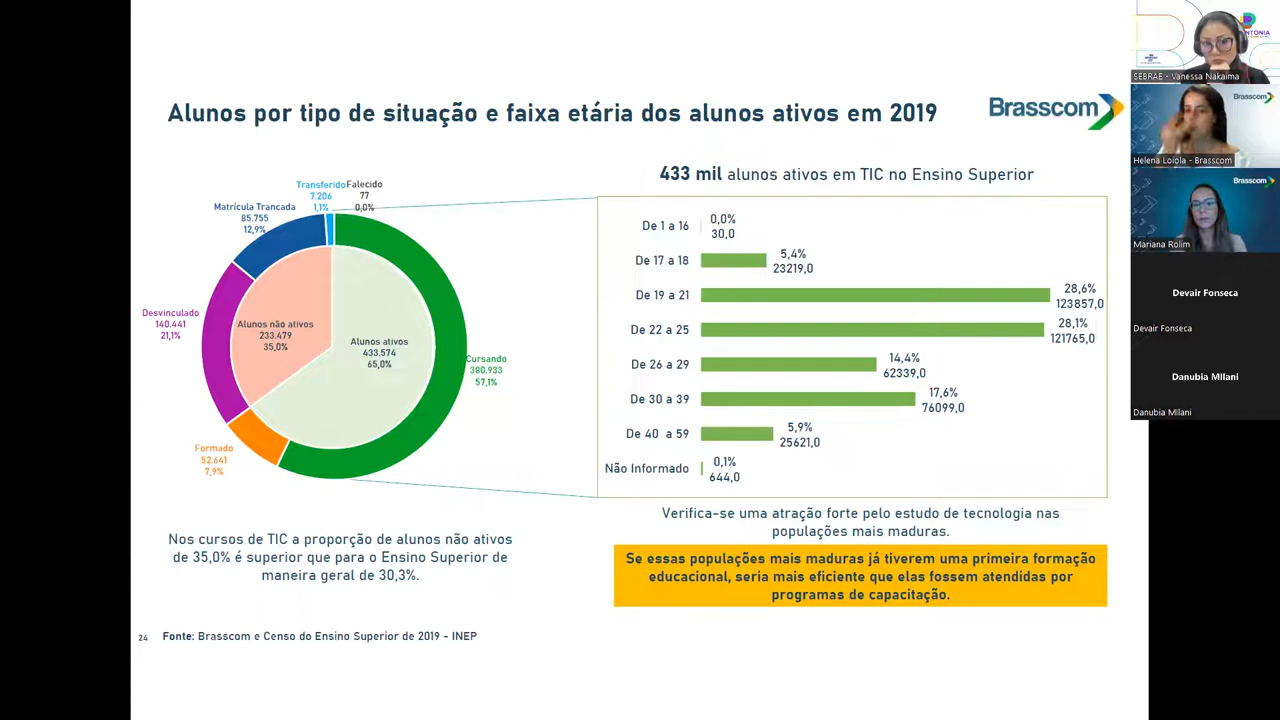 Alunos por tipo de situação e faixa etária dos alunos ativos em 2019
Brasscom
433 mil alunos ativos em TIC no Ensino Superior
Transferido
7.206
1,1%
Falecido
77
0,0%
Matrícula Trancada
85.755
12,9%
Desvinculado
140.441
21,1%
Alunos não ativos
233.479
35,0%
Alunos ativos
433.574
65,0%
Cursando
380.933
57,1%
Formado
52.641
7,9%
De 1 a 16
0,0%
30,0
De 17 a 18
5,4%
23219,0
De 19 a 21
28,6%
123857,0
De 22 a 25
28,1%
121765,0
De 26 a 29
14,4%
62339,0
De 30 a 39
17,6%
76099,0
De 40 a 59
5,9%
25621,0
Não Informado
0,1%
644,0
Nos cursos de TIC a proporção de alunos não ativos
de 35,0% é superior que para o Ensino Superior de
maneira geral de 30,3%.
Verifica-se uma atração forte pelo estudo de tecnologia nas
populações mais maduras.
Se essas populações mais maduras já tiverem uma primeira formação
educacional, seria mais eficiente que elas fossem atendidas por
programas de capacitação.
24
Fonte: Brasscom e Censo do Ensino Superior de 2019 - INEP
SEBRAE - Vanessa Nakaima
Brasscom
Helena Loiola - Brasscom
Brasscom
Mariana Rolim
Devair Fonseca
Devair Fonseca
Danubia MIlani
Danubia MIlani